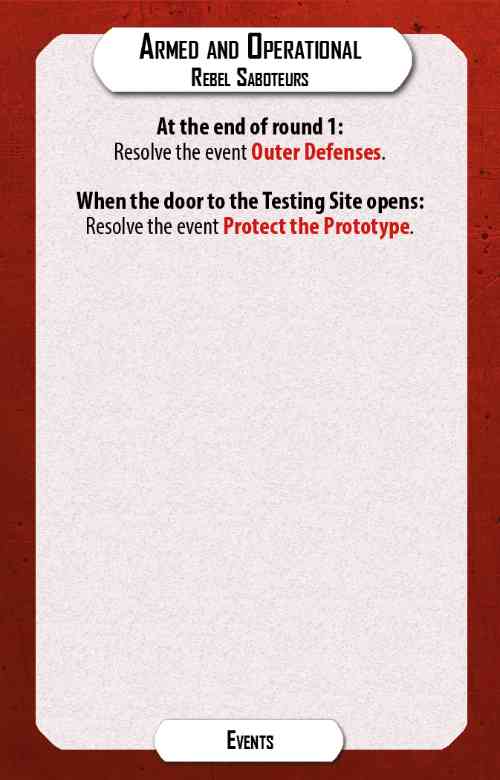 Armed and Operational
Rebel Saboteurs
At the end of round 1:
Resolve the event Outer Defenses.
When the door to the Testing Site opens:
Resolve the event Protect the Prototype.
Events